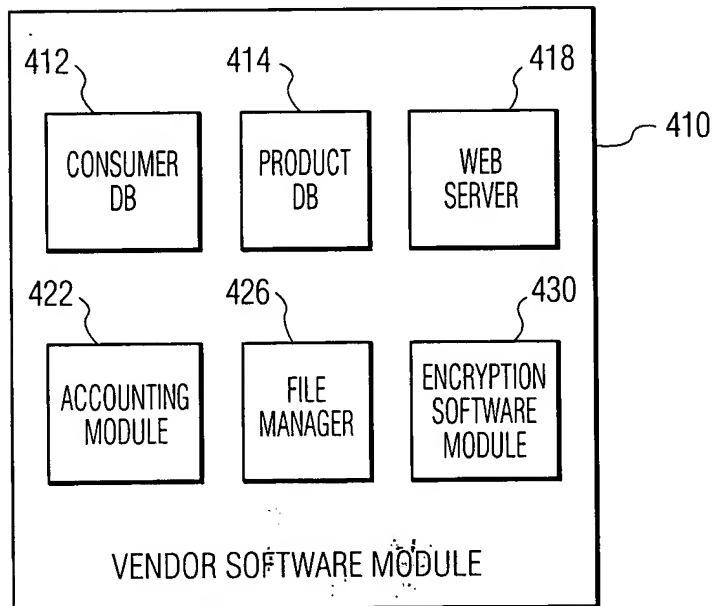 412
414
418
410
CONSUMER
DB
PRODUCT
DB
WEB
SERVER
422
426
430
ACCOUNTING
MODULE
FILE
MANAGER
ENCRYPTION
SOFTWARE
MODULE
VENDOR SOFTWARE MODULE